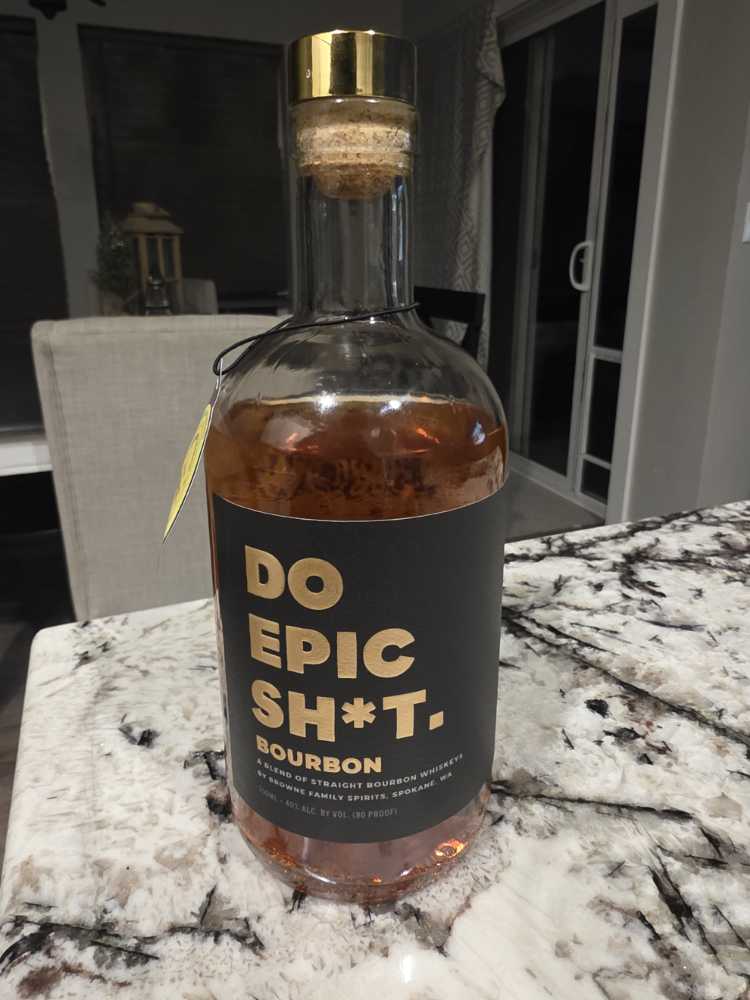 DO
EPIC
SH*T.
BOURBON
A BLEND OF STRAIGHT BOURBON WHISKEYS
BY BROWNE FAMILY SPIRITS, SPOKANE, WA
750ML - 40% ALC. BY VOL. (80 PROOF)